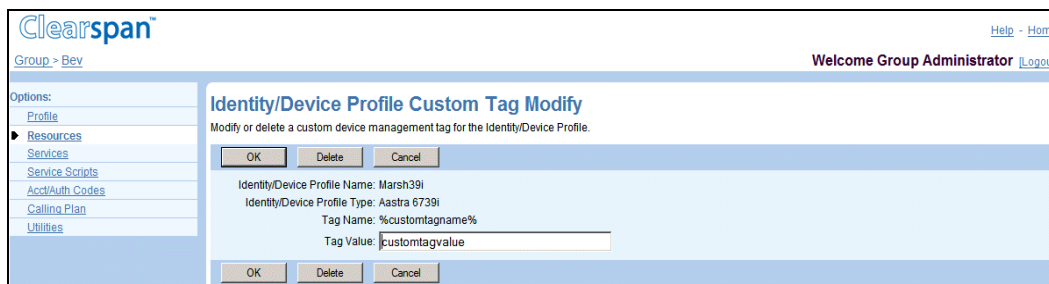 Clearspan™
Help - Hom
Group > Bev
Welcome Group Administrator [Logou
Options:
Profile
Resources
Services
Service Scripts
Acct/Auth Codes
Calling Plan
Utilities
Identity/Device Profile Custom Tag Modify
Modify or delete a custom device management tag for the Identity/Device Profile.
OK Delete Cancel
Identity/Device Profile Name: Marsh39i
Identity/Device Profile Type: Aastra 6739i
Tag Name: %customtagname%
Tag Value: customtagvalue
OK Delete Cancel